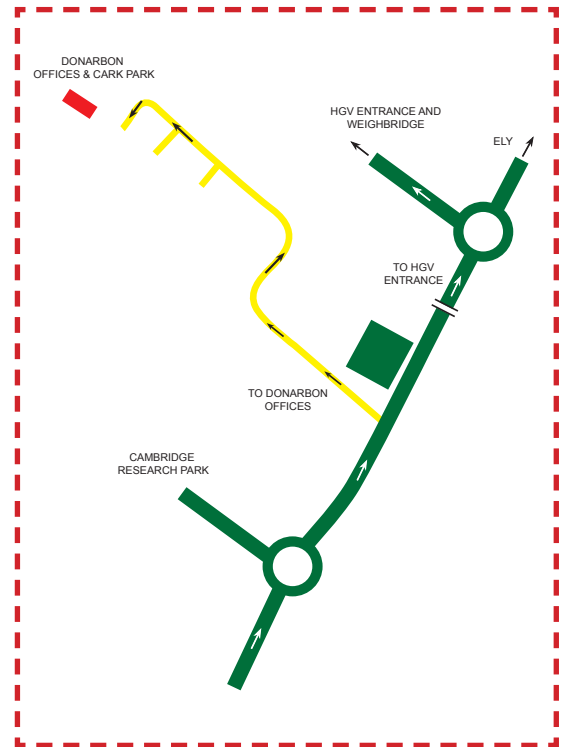 DONARBON
OFFICES & CARK PARK
HGV ENTRANCE AND
WEIGHBRIDGE
ELY
TO HGV
ENTRANCE
TO DONARBON
OFFICES
CAMBRIDGE
RESEARCH PARK